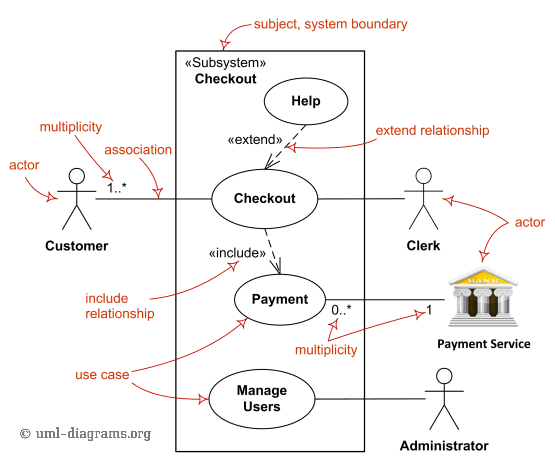 subject, system boundary
«Subsystem»
Checkout
Help
multiplicity
«extend»
extend relationship
association
actor
1..*
Checkout
Customer
Clerk
actor
«include»
BANK
include
relationship
Payment
0..*
1
Payment Service
multiplicity
use case
Manage
Users
© uml-diagrams.org
Administrator